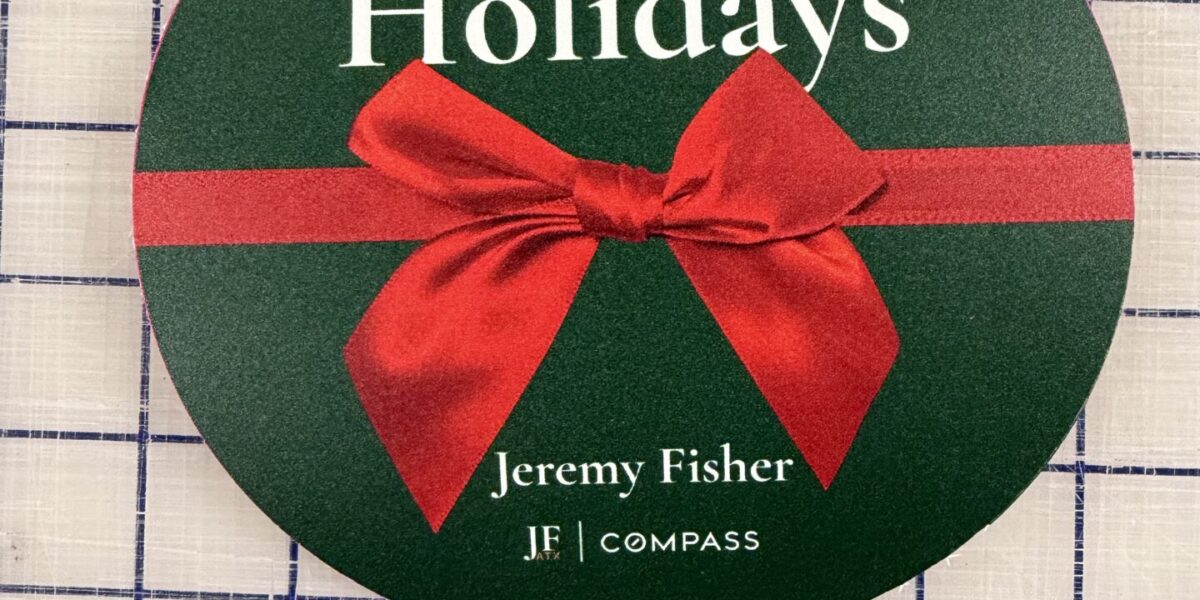 Holidays
Jeremy Fisher
JF ATX | COMPASS